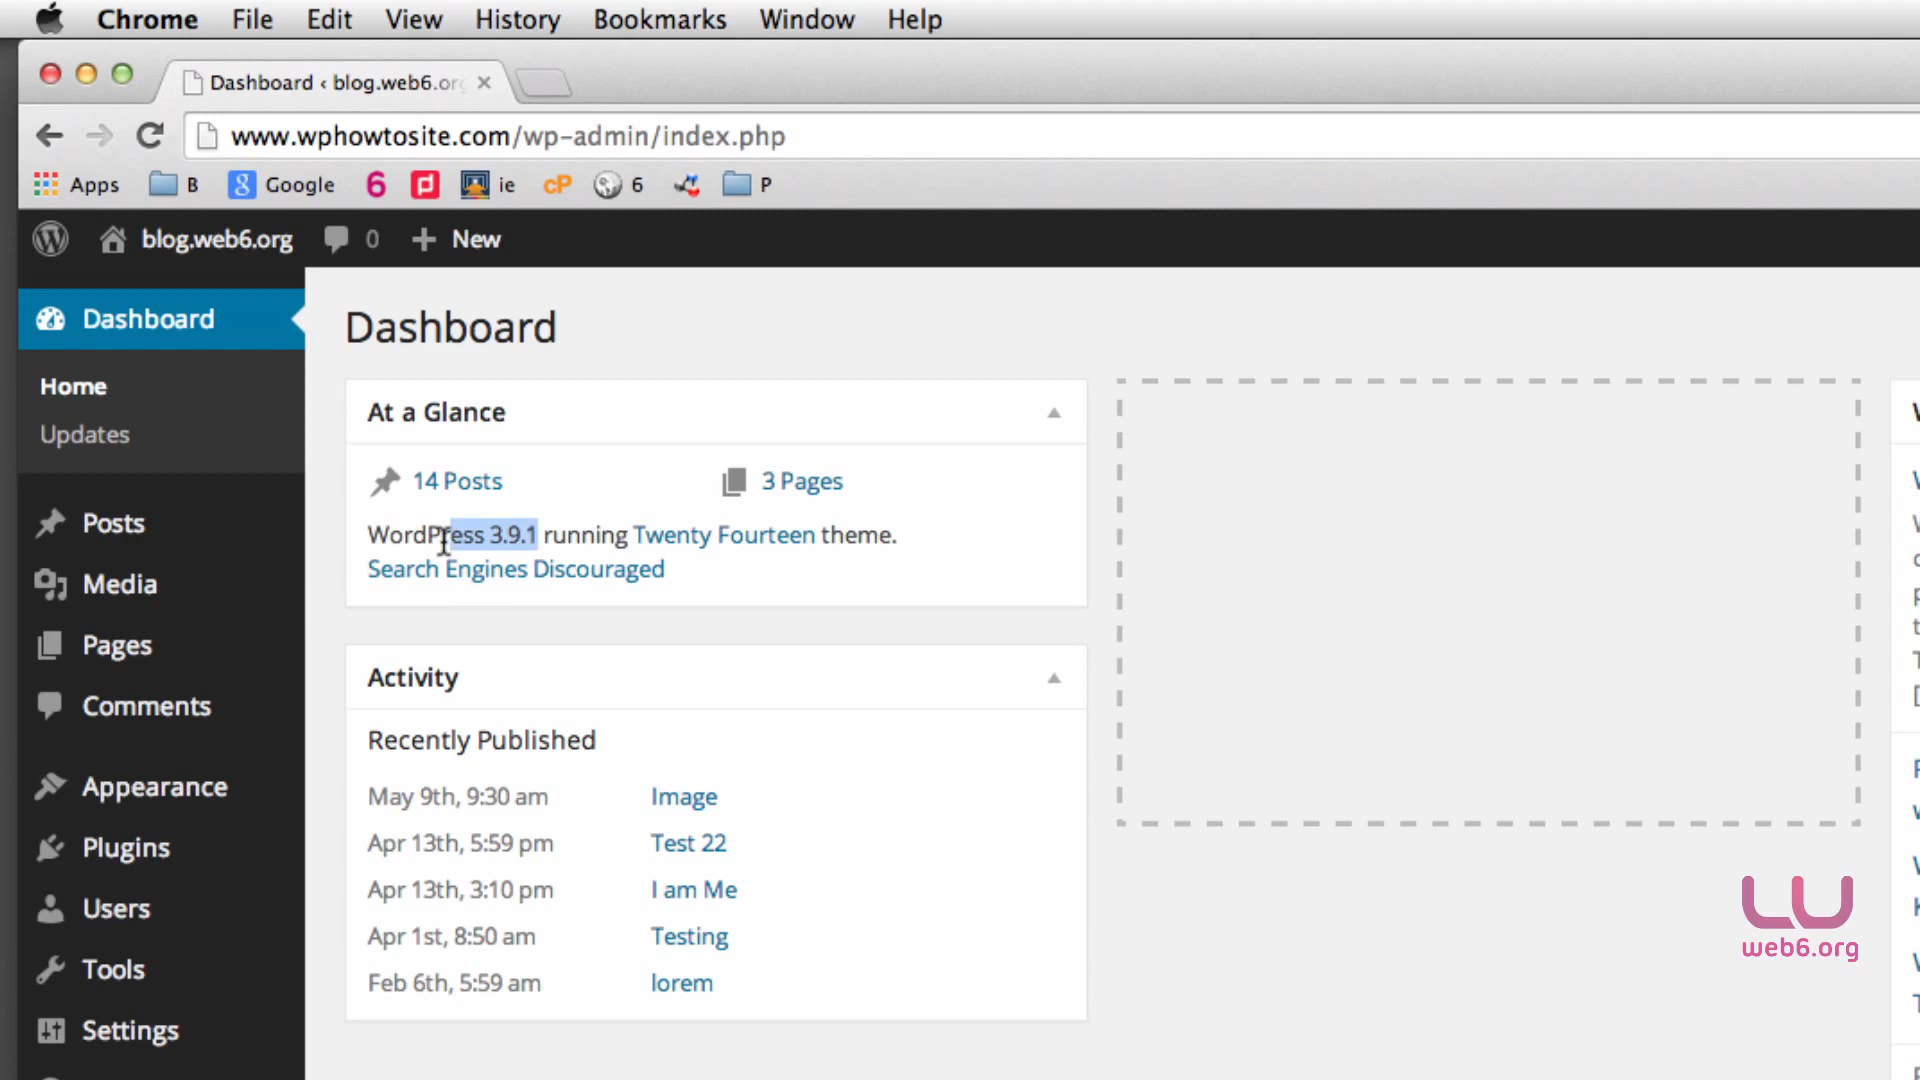 Chrome File Edit View History Bookmarks Window Help
Dashboard ‹ blog.web6.org
www.wphowtosite.com/wp-admin/index.php
Apps B Google 6 ie cP 6 P
blog.web6.org 0 New
Dashboard
Home
Updates
Posts
Media
Pages
Comments
Appearance
Plugins
Users
Tools
Settings
Dashboard
At a Glance
14 Posts 3 Pages
WordPress 3.9.1 running Twenty Fourteen theme.
Search Engines Discouraged
Activity
Recently Published
May 9th, 9:30 am Image
Apr 13th, 5:59 pm Test 22
Apr 13th, 3:10 pm I am Me
Apr 1st, 8:50 am Testing
Feb 6th, 5:59 am lorem
web6.org